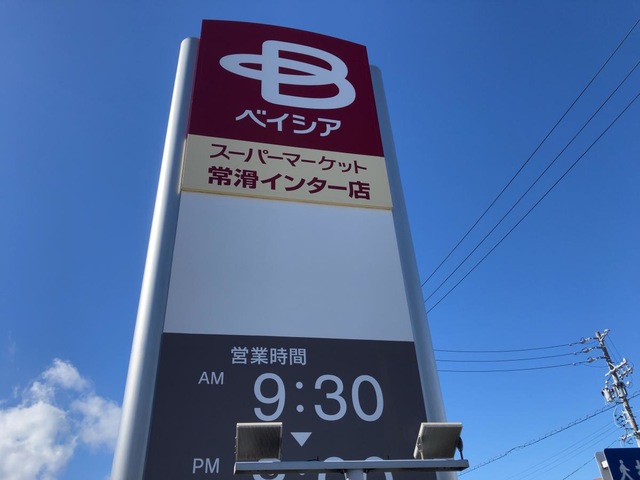 B
ベイシア
スーパーマーケット
常滑インター店
営業時間
AM 9:30
▼
PM